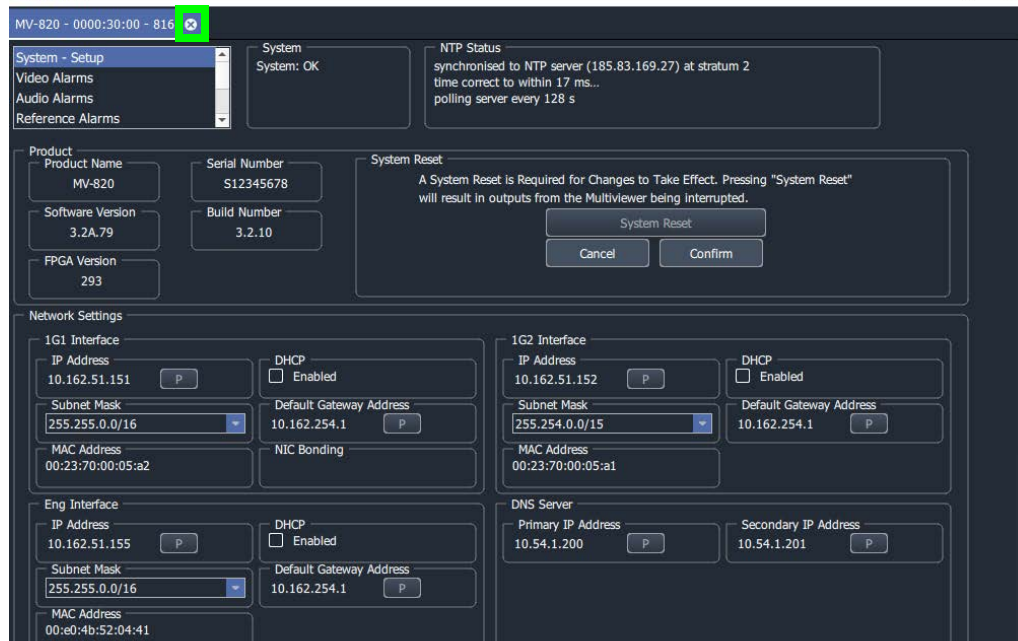 MV-820 - 0000:30:00 - 816
System - Setup
Video Alarms
Audio Alarms
Reference Alarms
System
System: OK
NTP Status
synchronised to NTP server (185.83.169.27) at stratum 2
time correct to within 17 ms...
polling server every 128 s
Product
Product Name
MV-820
Serial Number
S12345678
Software Version
3.2A.79
Build Number
3.2.10
FPGA Version
293
System Reset
A System Reset is Required for Changes to Take Effect. Pressing "System Reset"
will result in outputs from the Multiviewer being interrupted.
System Reset
Cancel
Confirm
Network Settings
1G1 Interface
IP Address
10.162.51.151
P
DHCP
Enabled
Subnet Mask
255.255.0.0/16
Default Gateway Address
10.162.254.1
P
MAC Address
00:23:70:00:05:a2
NIC Bonding
1G2 Interface
IP Address
10.162.51.152
P
DHCP
Enabled
Subnet Mask
255.254.0.0/15
Default Gateway Address
10.162.254.1
P
MAC Address
00:23:70:00:05:a1
Eng Interface
IP Address
10.162.51.155
P
DHCP
Enabled
Subnet Mask
255.255.0.0/16
Default Gateway Address
10.162.254.1
P
MAC Address
00:e0:4b:52:04:41
DNS Server
Primary IP Address
10.54.1.200
P
Secondary IP Address
10.54.1.201
P